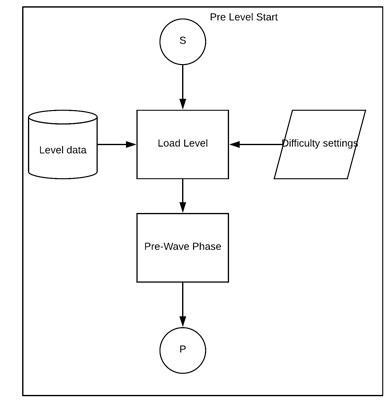 Pre Level Start
S
Level data
Load Level
Difficulty settings
Pre-Wave Phase
P